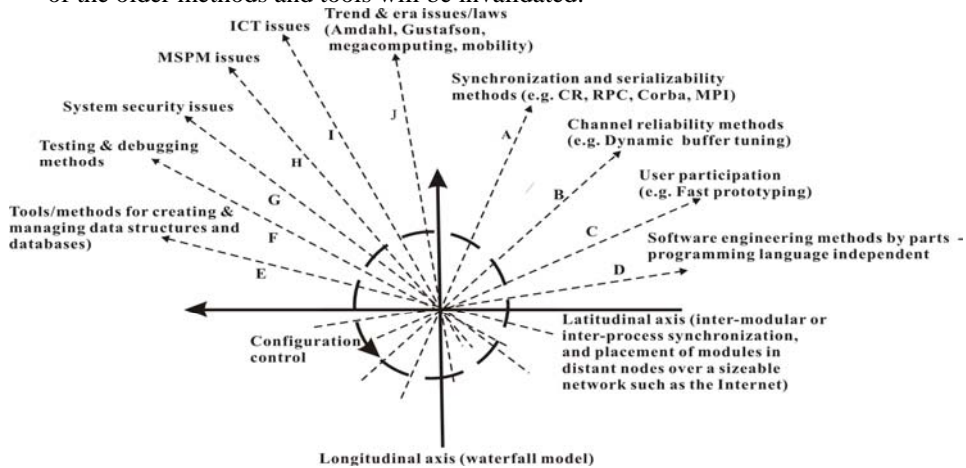 of the older methods and tools will be invalidated.
Trend & era issues/laws
(Amdahl, Gustafson,
megacomputing, mobility)
ICT issues
MSPM issues
System security issues
Testing & debugging
methods
Tools/methods for creating &
managing data structures and
databases)
Synchronization and serializability
methods (e.g. CR, RPC, Corba, MPI)
Channel reliability methods
(e.g. Dynamic buffer tuning)
User participation
(e.g. Fast prototyping)
Software engineering methods by parts -
programming language independent
J
A
I
H
B
G
C
F
D
E
Configuration
control
Latitudinal axis (inter-modular or
inter-process synchronization,
and placement of modules in
distant nodes over a sizeable
network such as the Internet)
Longitudinal axis (waterfall model)